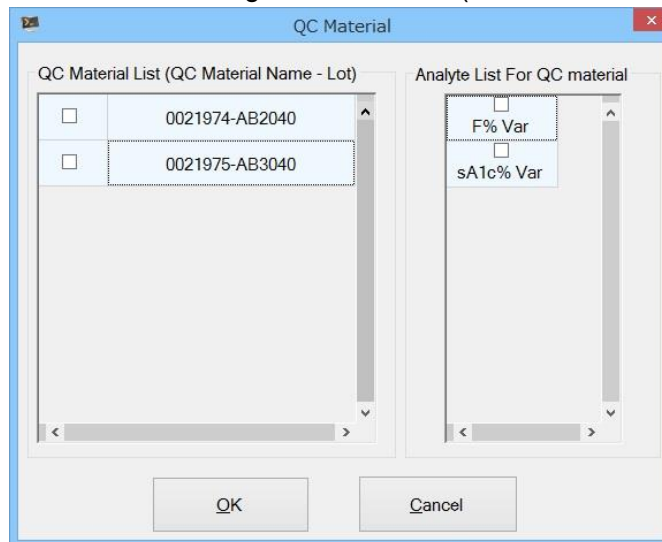 QC Material
QC Material List (QC Material Name - Lot)
Analyte List For QC material
0021974-AB2040
0021975-AB3040
F% Var
sA1c% Var
OK
Cancel